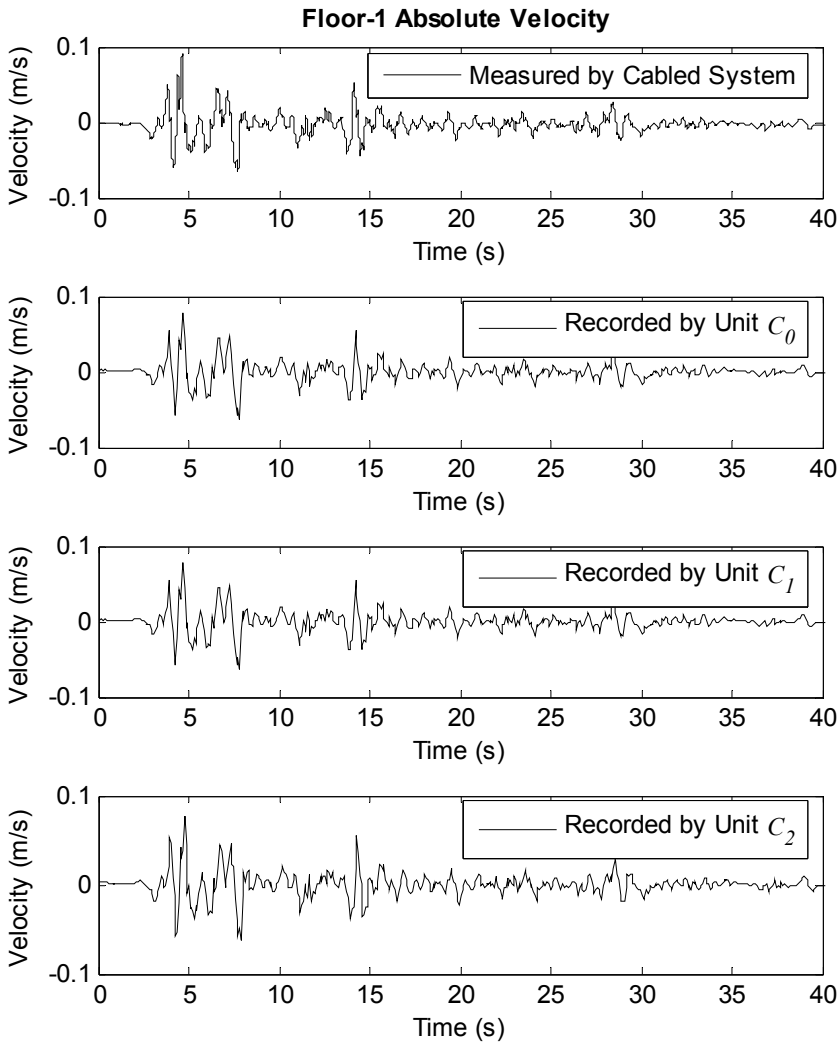 Floor-1 Absolute Velocity
0.1
0
-0.1
Velocity (m/s)
Measured by Cabled System
0 5 10 15 20 25 30 35 40
Time (s)
0.1
0
-0.1
Velocity (m/s)
Recorded by Unit C0
0 5 10 15 20 25 30 35 40
Time (s)
0.1
0
-0.1
Velocity (m/s)
Recorded by Unit C1
0 5 10 15 20 25 30 35 40
Time (s)
0.1
0
-0.1
Velocity (m/s)
Recorded by Unit C2
0 5 10 15 20 25 30 35 40
Time (s)